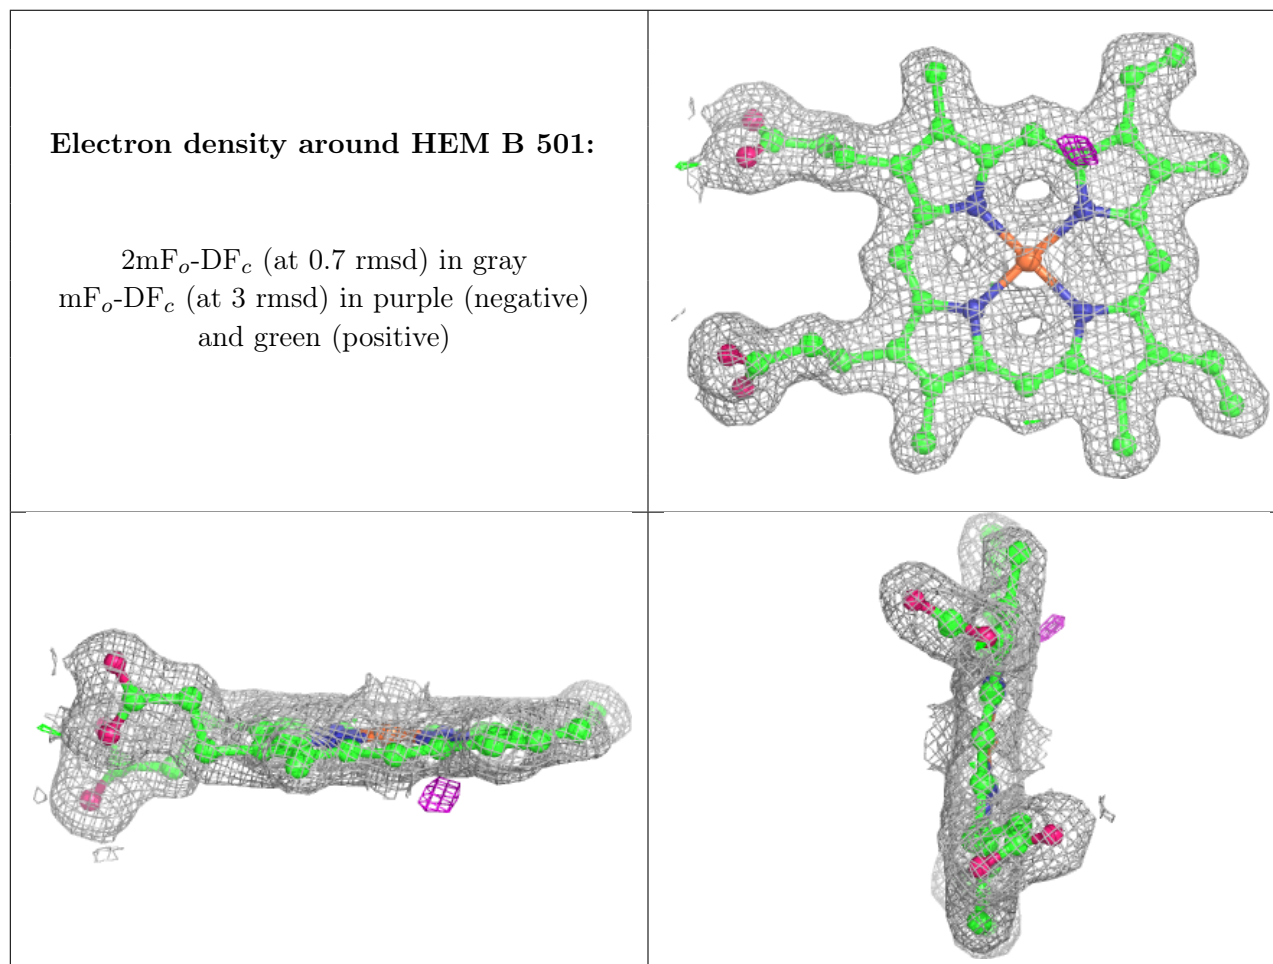 Electron density around HEM B 501:
2mFo-DFc (at 0.7 rmsd) in gray
mFo-DFc (at 3 rmsd) in purple (negative)
and green (positive)